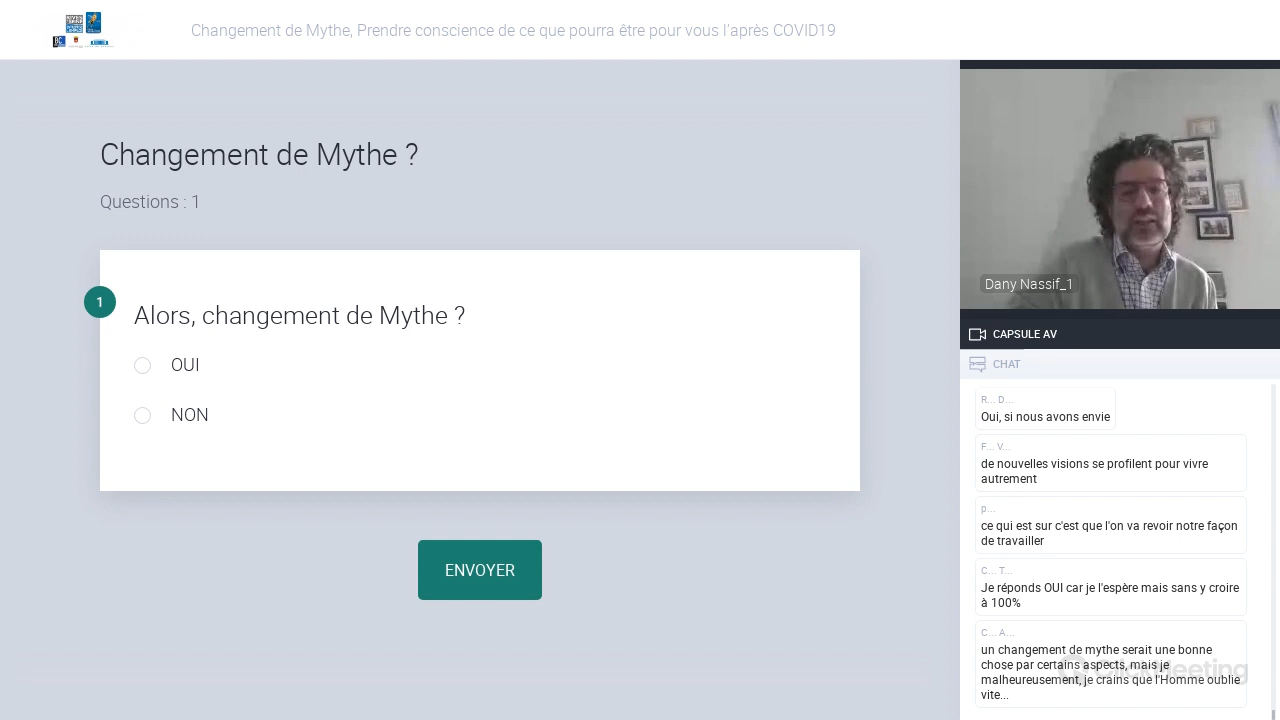 Changement de Mythe, Prendre conscience de ce que pourra être pour vous l'après COVID19
Changement de Mythe ?
Questions : 1
1
Alors, changement de Mythe ?
OUI
NON
ENVOYER
Dany Nassif_1
CAPSULE AV
CHAT
R... D...
Oui, si nous avons envie
F... V...
de nouvelles visions se profilent pour vivre
autrement
p...
ce qui est sur c'est que l'on va revoir notre façon
de travailler
C... T...
Je réponds OUI car je l'espère mais sans y croire
à 100%
C... A...
un changement de mythe serait une bonne
chose par certains aspects, mais je
malheureusement, je crains que l'Homme oublie
vite...
ClickMeeting